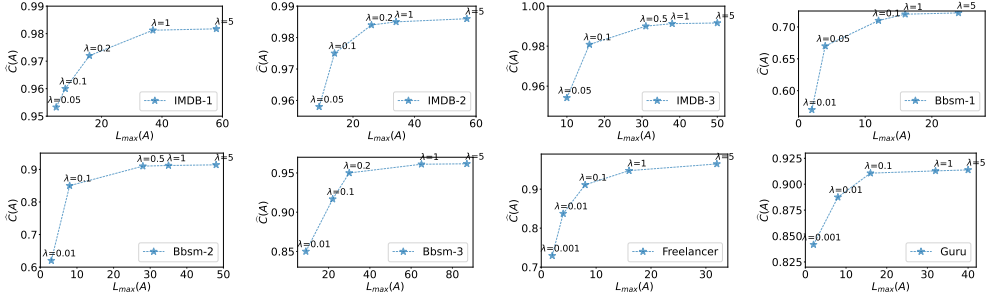 0.99
0.98
0.97
0.96
0.95
20 40 60
λ=0.05
λ=0.1
λ=0.2
λ=1
λ=5
IMDB-1
Ĉ(A)
L_max(A)
0.99
0.98
0.97
0.96
20 40 60
λ=0.05
λ=0.1
λ=0.2
λ=1
λ=5
IMDB-2
Ĉ(A)
L_max(A)
1.00
0.98
0.96
10 20 30 40 50
λ=0.05
λ=0.1
λ=0.5
λ=1
λ=5
IMDB-3
Ĉ(A)
L_max(A)
0.70
0.65
0.60
0 10 20
λ=0.01
λ=0.05
λ=0.1
λ=1
λ=5
Bbsm-1
Ĉ(A)
L_max(A)
0.9
0.8
0.7
0.6
0 10 20 30 40 50
λ=0.01
λ=0.1
λ=0.5
λ=1
λ=5
Bbsm-2
Ĉ(A)
L_max(A)
0.95
0.90
0.85
20 40 60 80
λ=0.01
λ=0.1
λ=0.2
λ=1
λ=5
Bbsm-3
Ĉ(A)
L_max(A)
0.9
0.8
0.7
0 10 20 30
λ=0.001
λ=0.01
λ=0.1
λ=1
λ=5
Freelancer
Ĉ(A)
L_max(A)
0.925
0.900
0.875
0.850
0.825
0 10 20 30 40
λ=0.001
λ=0.01
λ=0.1
λ=1
λ=5
Guru
Ĉ(A)
L_max(A)